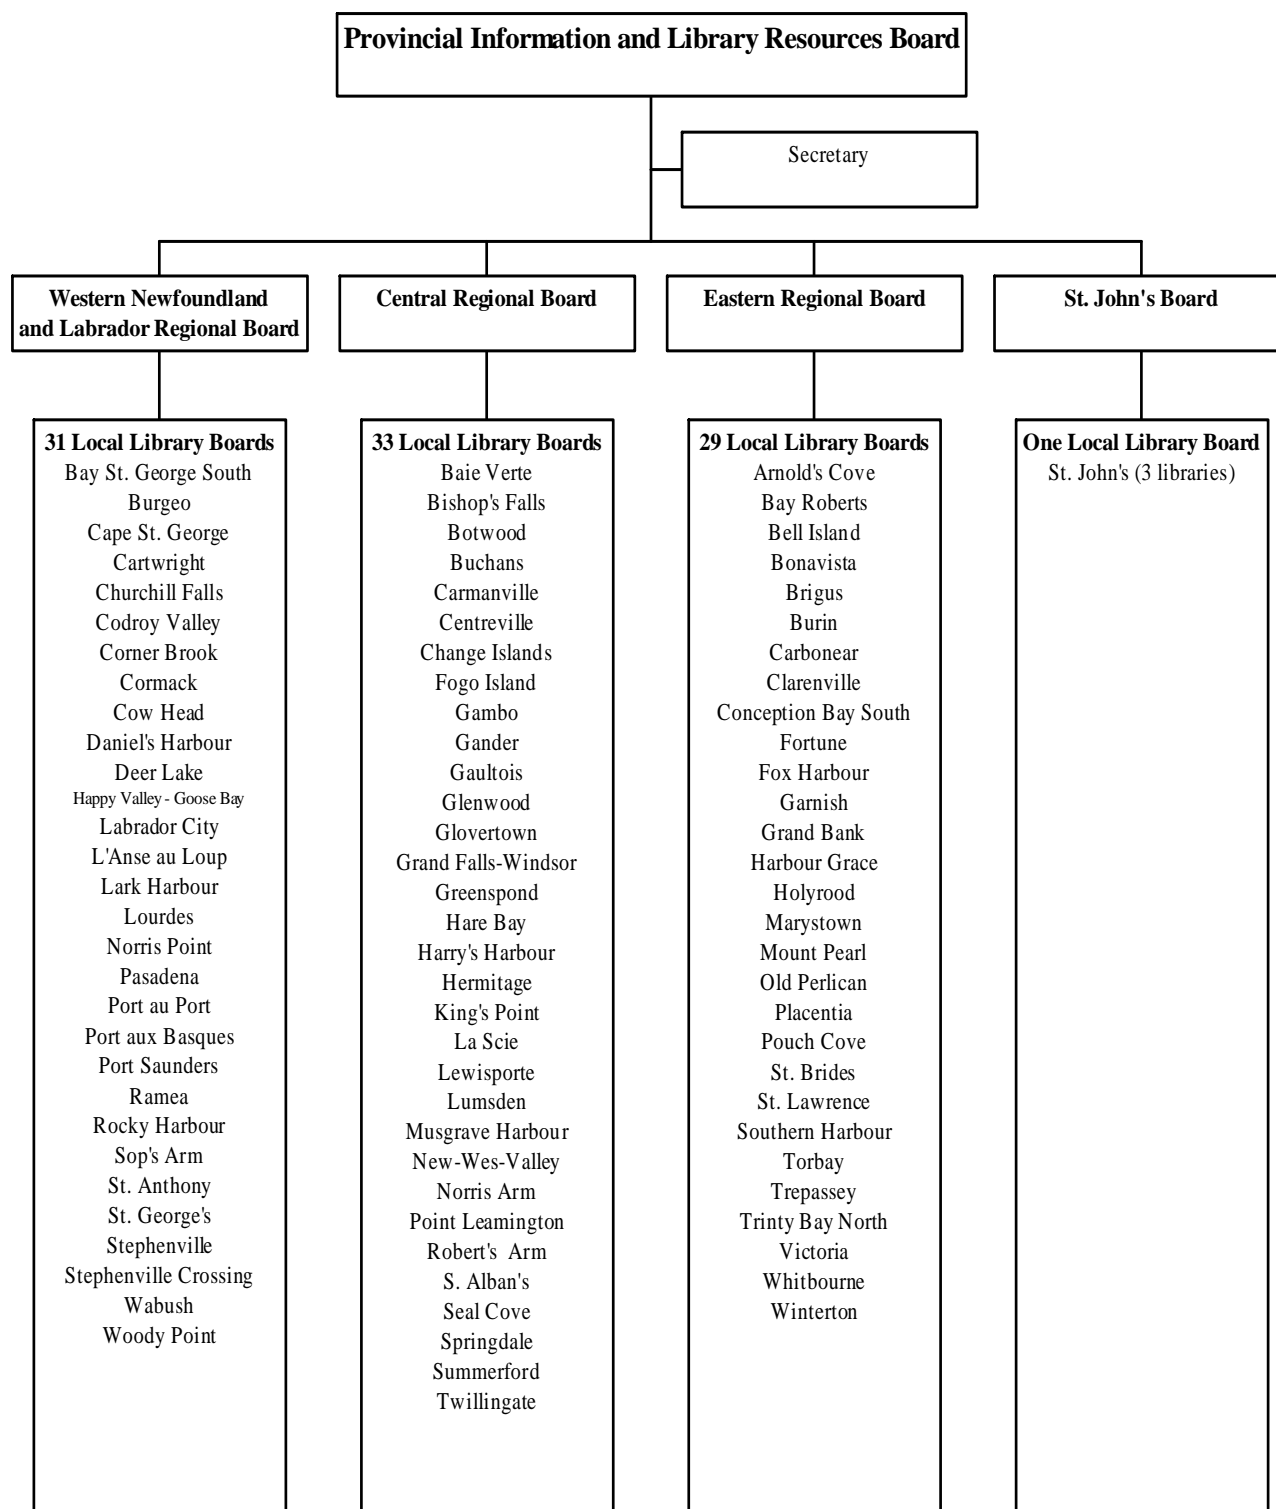 Provincial Information and Library Resources Board
Secretary
Western Newfoundland
and Labrador Regional Board
Central Regional Board
Eastern Regional Board
St. John's Board
31 Local Library Boards
Bay St. George South
Burgeo
Cape St. George
Cartwright
Churchill Falls
Codroy Valley
Corner Brook
Cormack
Cow Head
Daniel's Harbour
Deer Lake
Happy Valley - Goose Bay
Labrador City
L'Anse au Loup
Lark Harbour
Lourdes
Norris Point
Pasadena
Port au Port
Port aux Basques
Port Saunders
Ramea
Rocky Harbour
Sop's Arm
St. Anthony
St. George's
Stephenville
Stephenville Crossing
Wabush
Woody Point
33 Local Library Boards
Baie Verte
Bishop's Falls
Botwood
Buchans
Carmanville
Centreville
Change Islands
Fogo Island
Gambo
Gander
Gaultois
Glenwood
Glovertown
Grand Falls-Windsor
Greenspond
Hare Bay
Harry's Harbour
Hermitage
King's Point
La Scie
Lewisporte
Lumsden
Musgrave Harbour
New-Wes-Valley
Norris Arm
Point Leamington
Robert's Arm
S. Alban's
Seal Cove
Springdale
Summerford
Twillingate
29 Local Library Boards
Arnold's Cove
Bay Roberts
Bell Island
Bonavista
Brigus
Burin
Carbonear
Clarenville
Conception Bay South
Fortune
Fox Harbour
Garnish
Grand Bank
Harbour Grace
Holyrood
Marystown
Mount Pearl
Old Perlican
Placentia
Pouch Cove
St. Brides
St. Lawrence
Southern Harbour
Torbay
Trepassey
Trinty Bay North
Victoria
Whitbourne
Winterton
One Local Library Board
St. John's (3 libraries)